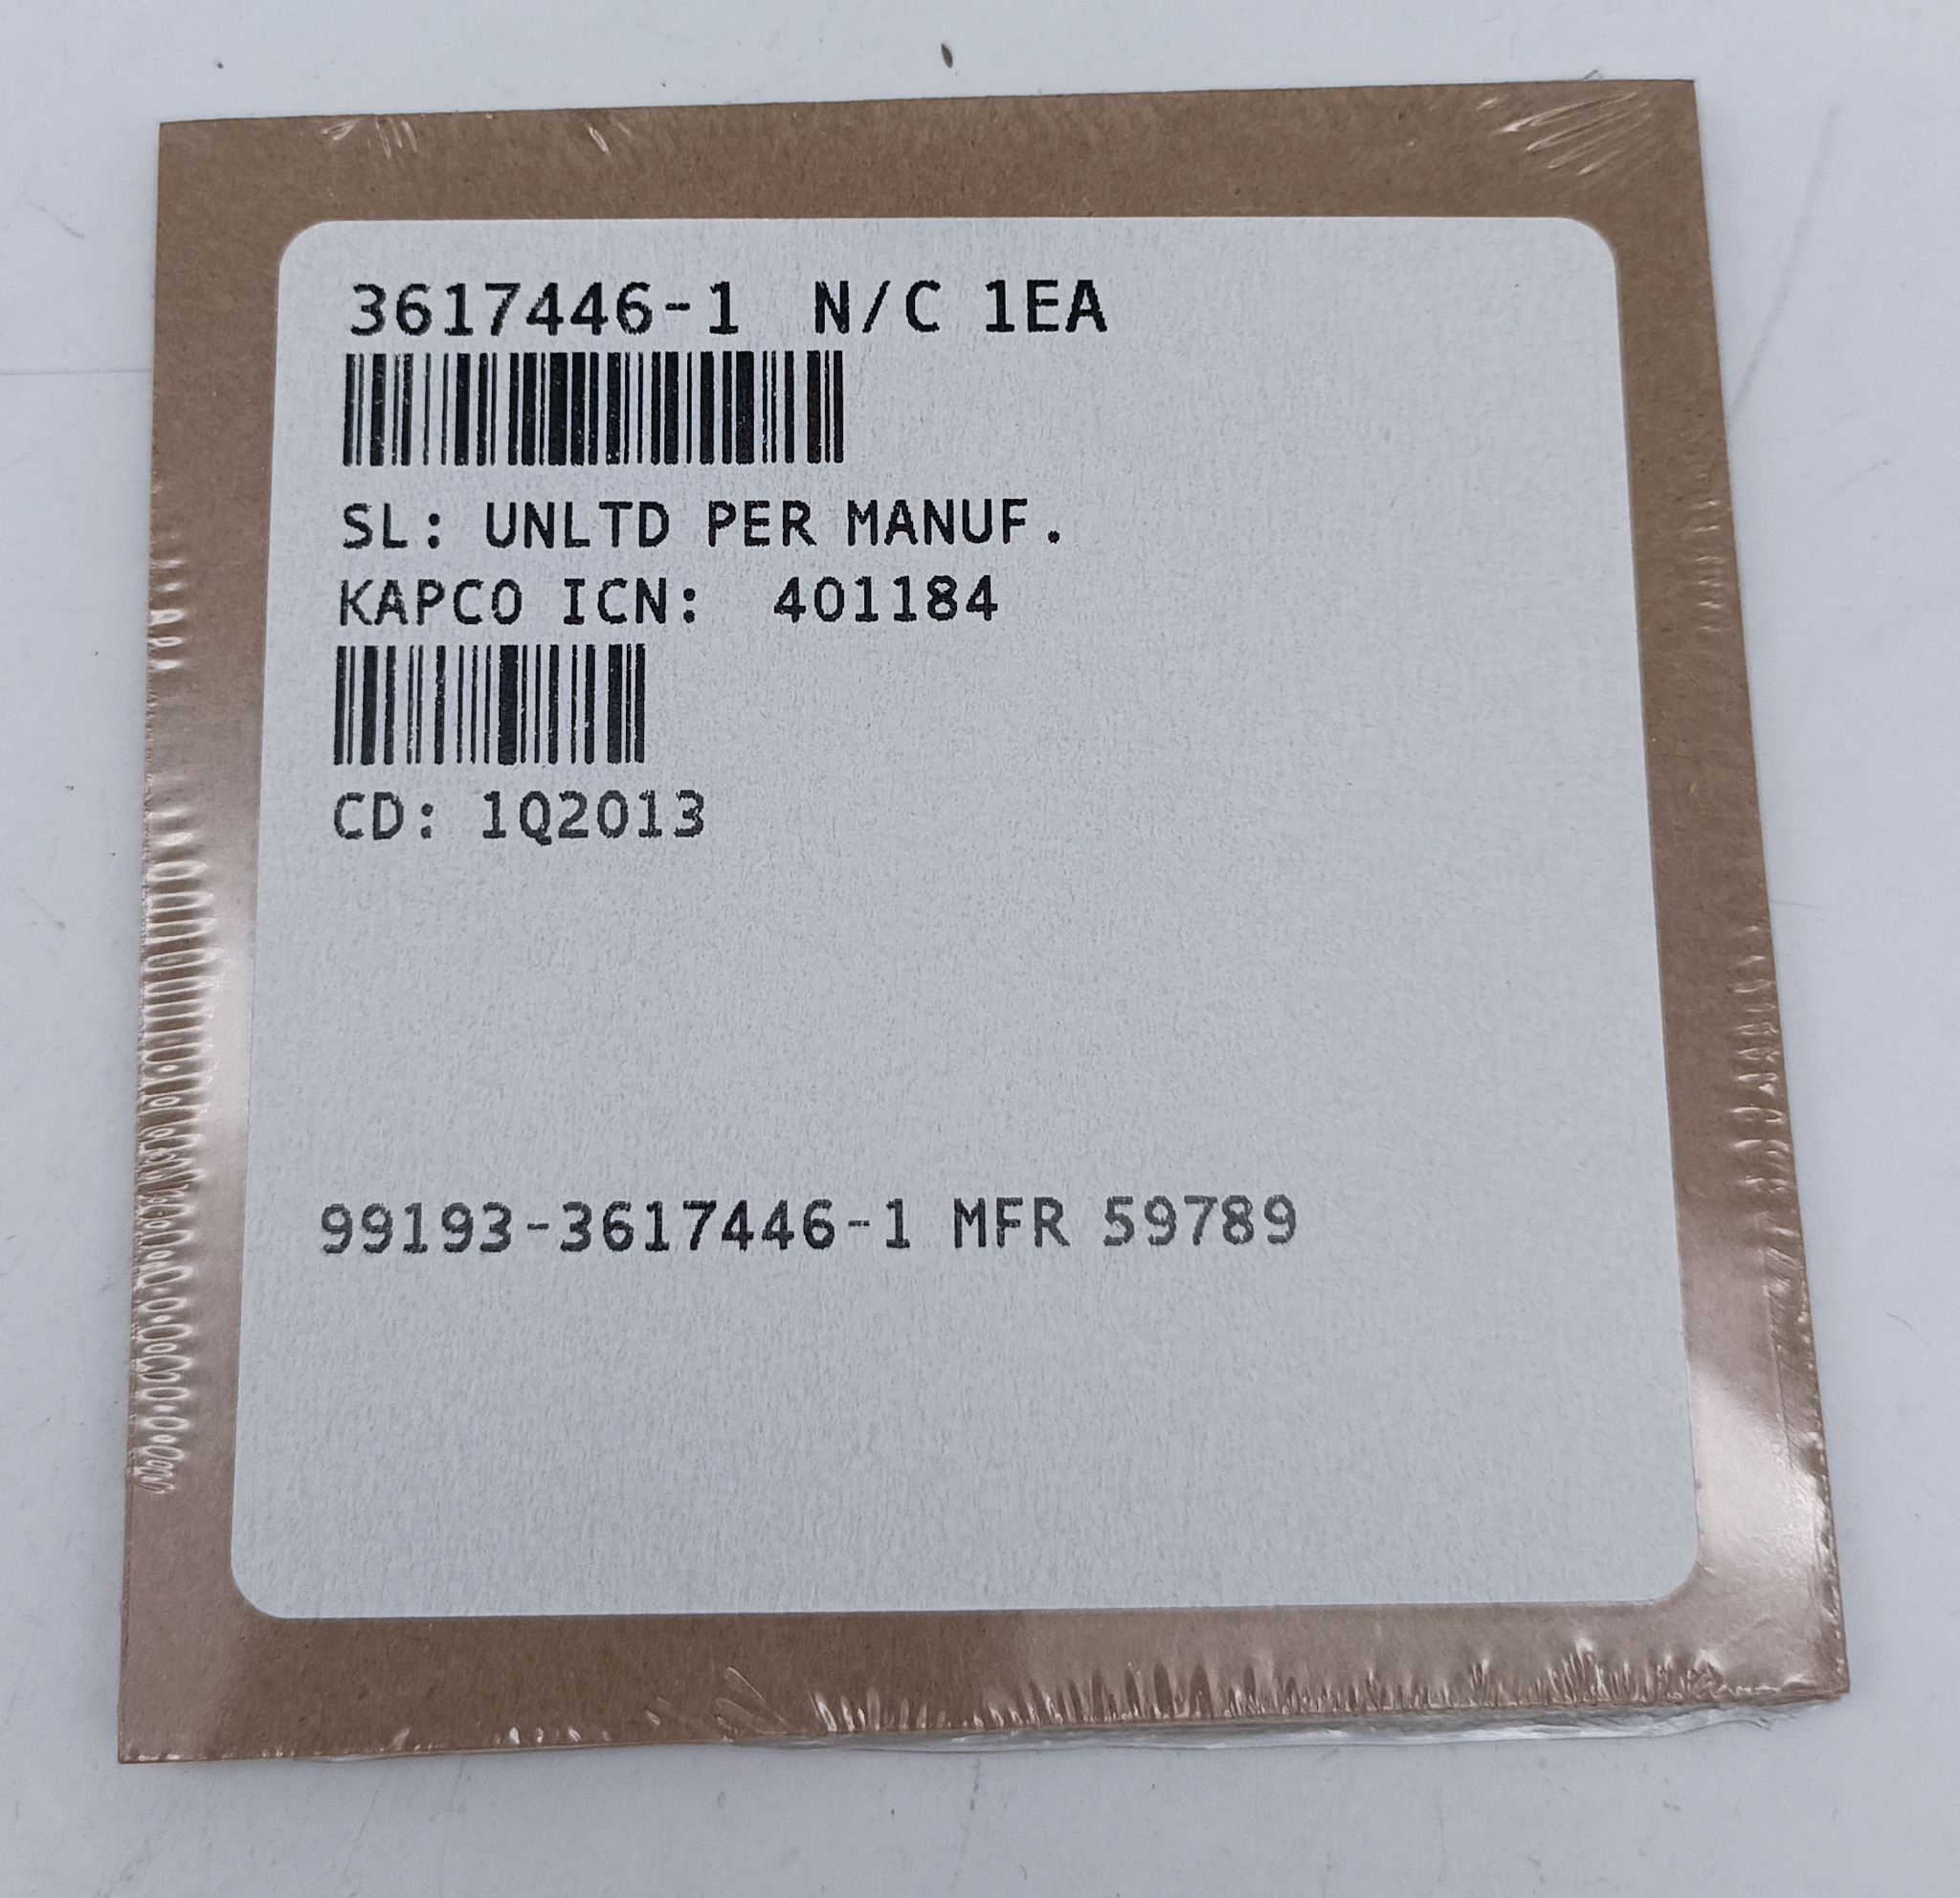 3617446-1 N/C 1EA
SL: UNLTD PER MANUF.
KAPCO ICN: 401184
CD: 1Q2013
99193-3617446-1 MFR 59789